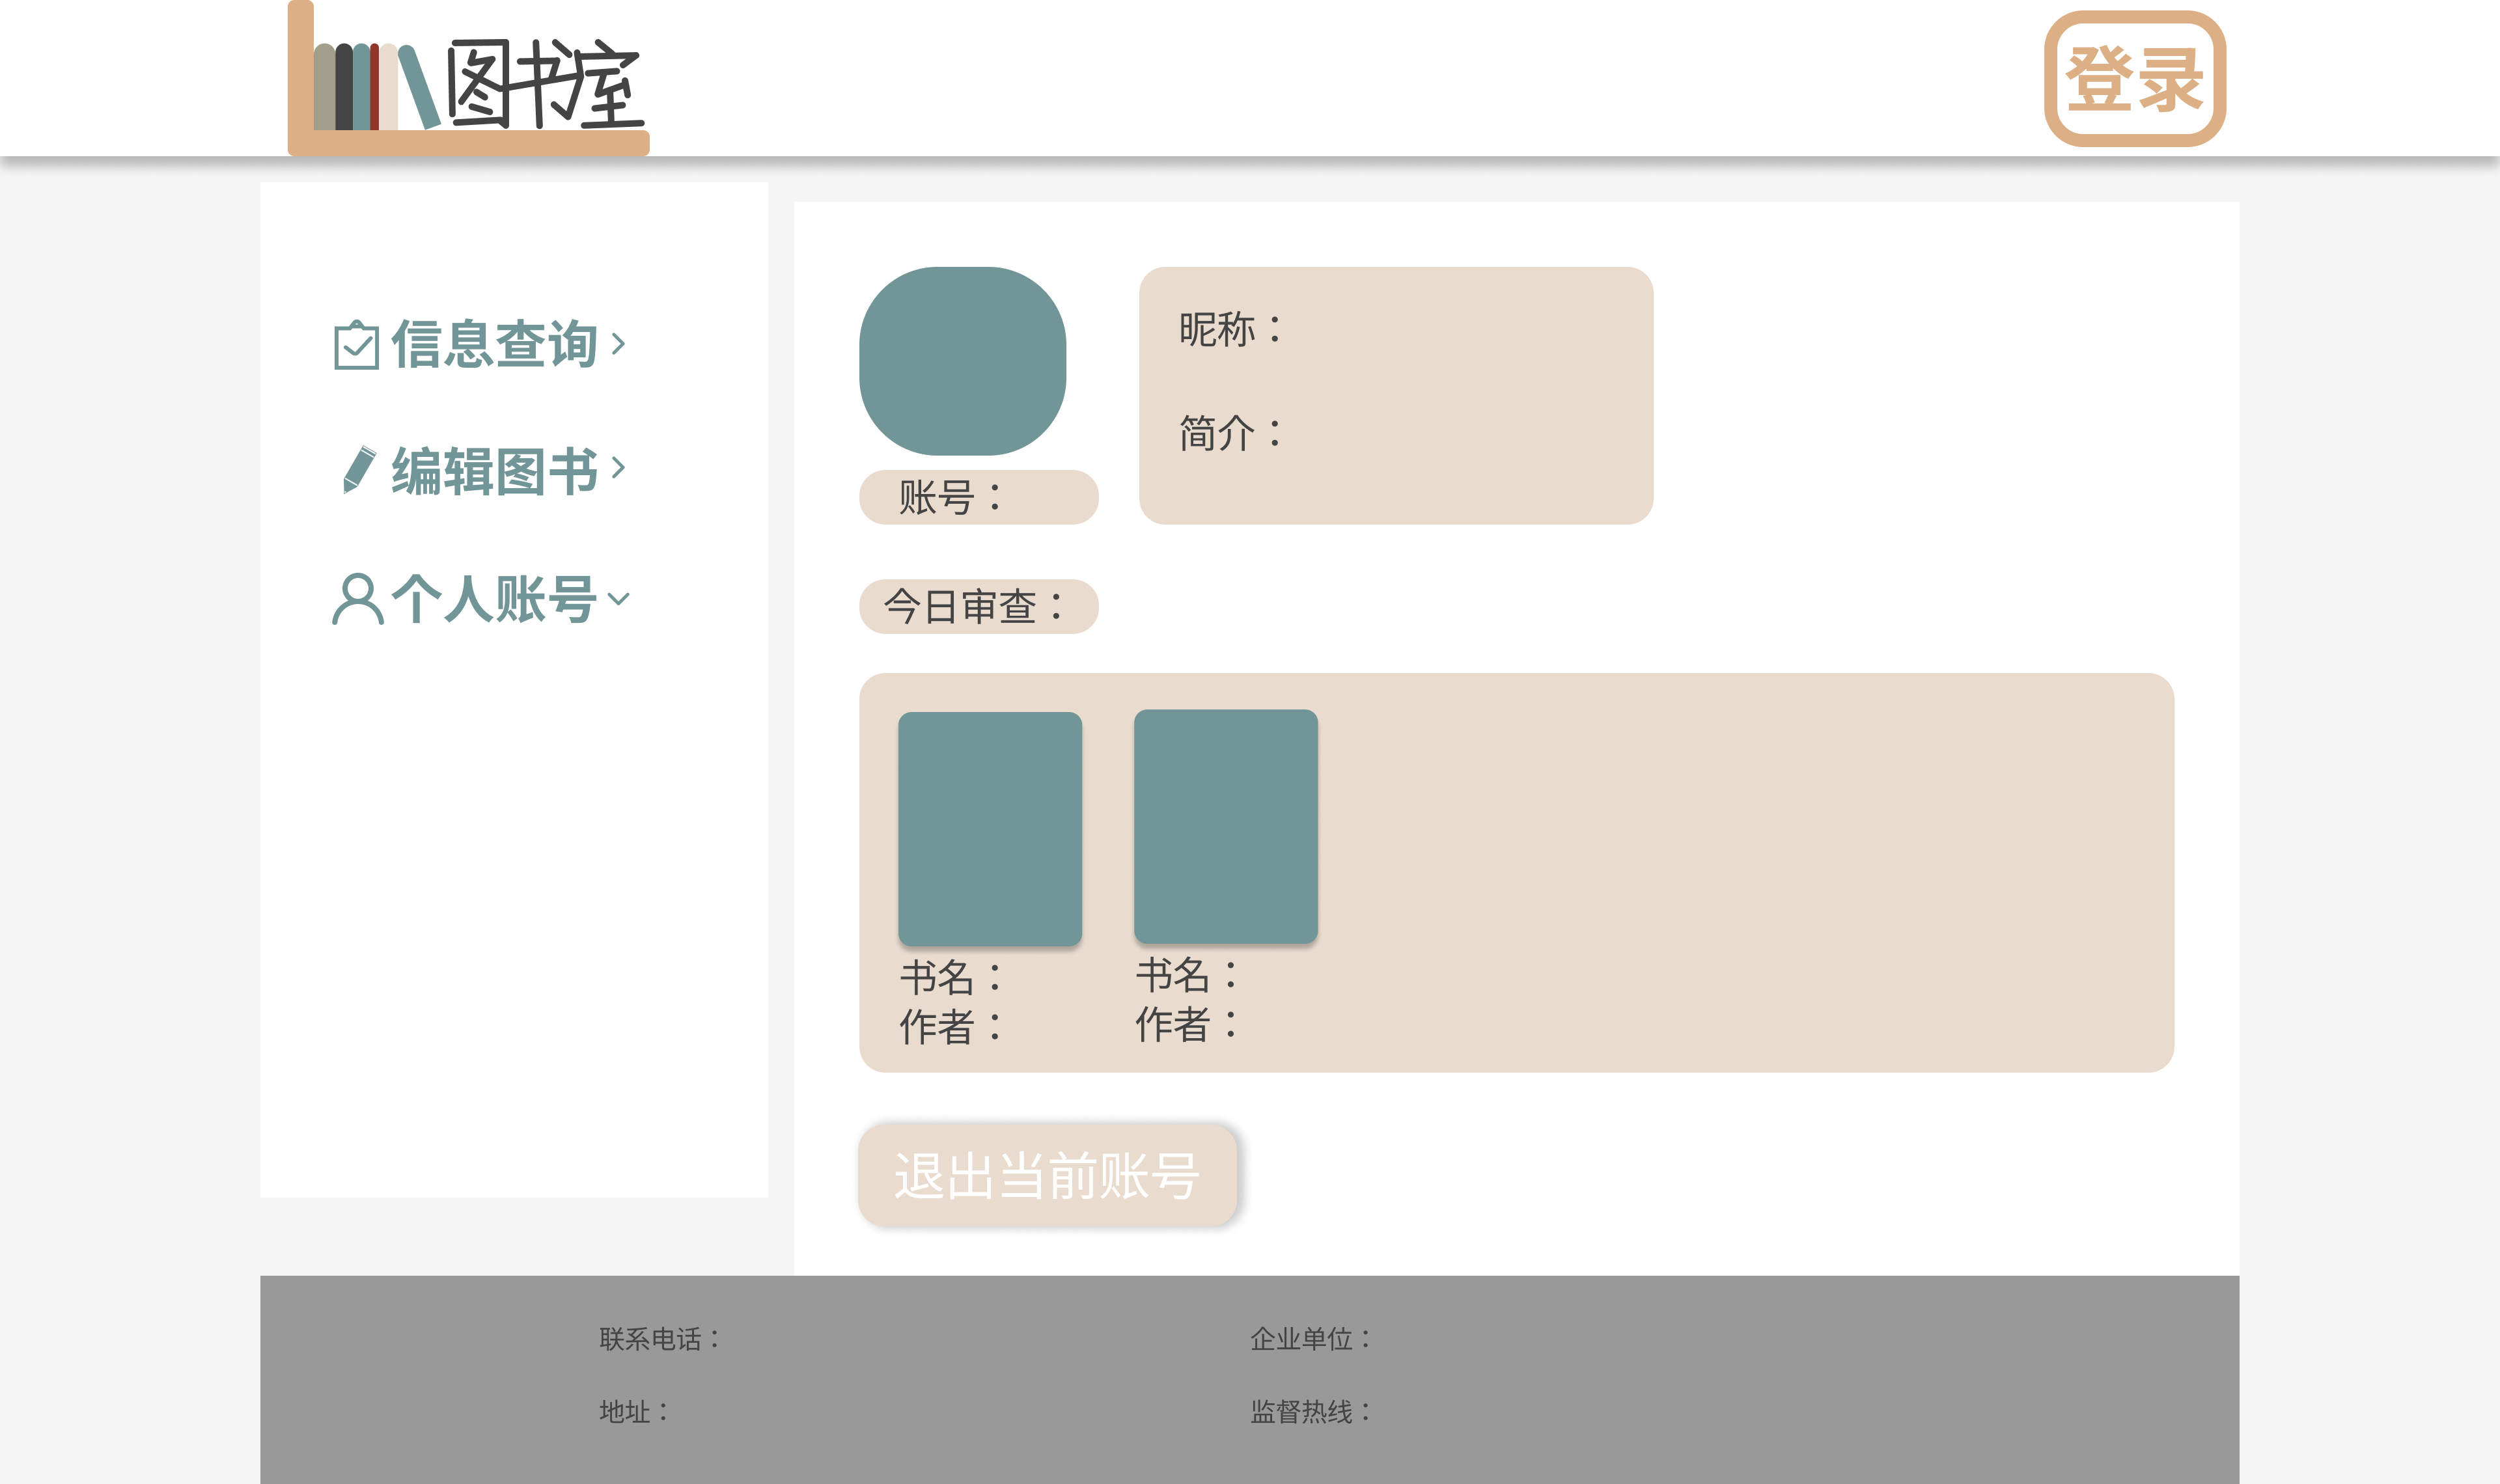 图书室
登录
信息查询
编辑图书
个人账号
昵称：
简介：
账号：
今日审查：
书名：
作者：
书名：
作者：
退出当前账号
联系电话：
企业单位：
地址：
监督热线：